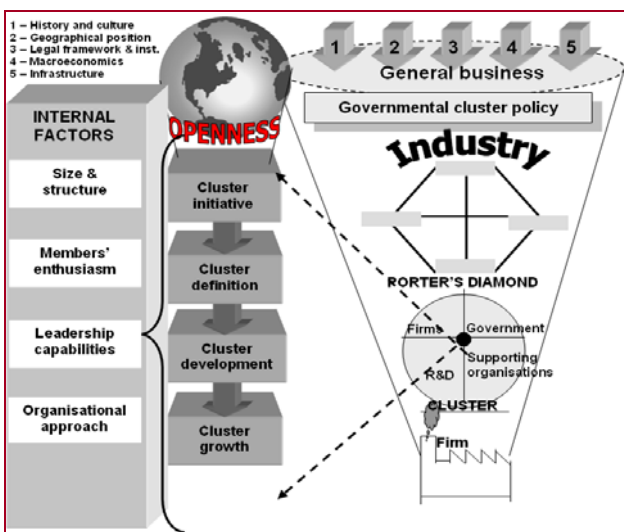 1 – History and culture
2 – Geographical position
3 – Legal framework & inst.
4 – Macroeconomics
5 – Infrastructure
INTERNAL
FACTORS
Size &
structure
Members'
enthusiasm
Leadership
capabilities
Organisational
approach
OPENNESS
Cluster
initiative
Cluster
definition
Cluster
development
Cluster
growth
1 2 3 4 5
General business
Governmental cluster policy
Industry
RORTER'S DIAMOND
Firms Government
Supporting
organisations
R&D
CLUSTER
Firm